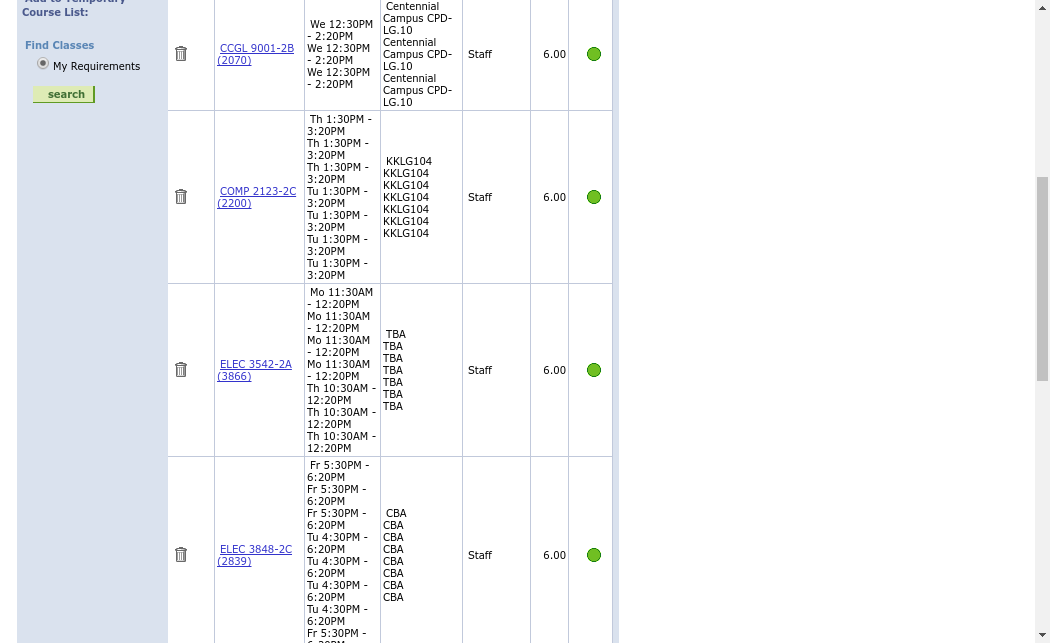 Course List:
Find Classes
My Requirements
search
CCGL 9001-2B
(2070)
We 12:30PM
- 2:20PM
We 12:30PM
- 2:20PM
We 12:30PM
- 2:20PM
Centennial
Campus CPD-
LG.10
Centennial
Campus CPD-
LG.10
Centennial
Campus CPD-
LG.10
Staff
6.00
COMP 2123-2C
(2200)
Th 1:30PM -
3:20PM
Th 1:30PM -
3:20PM
Th 1:30PM -
3:20PM
Tu 1:30PM -
3:20PM
Tu 1:30PM -
3:20PM
Tu 1:30PM -
3:20PM
Tu 1:30PM -
3:20PM
KKLG104
KKLG104
KKLG104
KKLG104
KKLG104
KKLG104
KKLG104
Staff
6.00
ELEC 3542-2A
(3866)
Mo 11:30AM
- 12:20PM
Mo 11:30AM
- 12:20PM
Mo 11:30AM
- 12:20PM
Mo 11:30AM
- 12:20PM
Th 10:30AM -
12:20PM
Th 10:30AM -
12:20PM
Th 10:30AM -
12:20PM
TBA
TBA
TBA
TBA
TBA
TBA
TBA
Staff
6.00
ELEC 3848-2C
(2839)
Fr 5:30PM -
6:20PM
Fr 5:30PM -
6:20PM
Fr 5:30PM -
6:20PM
Tu 4:30PM -
6:20PM
Tu 4:30PM -
6:20PM
Tu 4:30PM -
6:20PM
Tu 4:30PM -
6:20PM
Fr 5:30PM -
CBA
CBA
CBA
CBA
CBA
CBA
CBA
CBA
Staff
6.00